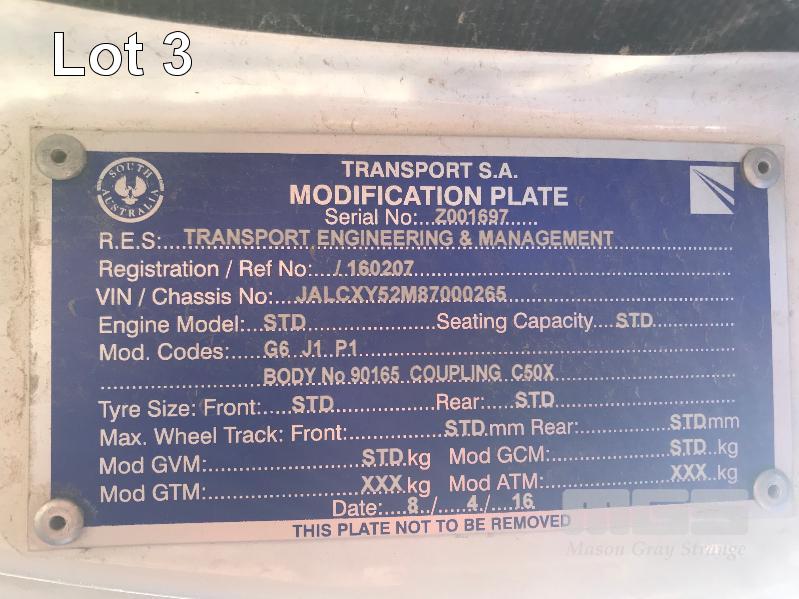 Lot 3
SOUTH AUSTRALIA
TRANSPORT S.A.
MODIFICATION PLATE
Serial No:...Z001697.....
R.E.S:....TRANSPORT ENGINEERING & MANAGEMENT
Registration / Ref No:..../ 160207
VIN / Chassis No:....JALCXY52M87000265
Engine Model:...STD....Seating Capacity....STD
Mod. Codes:....G6 J1 P1
BODY No 90165 COUPLING C50X
Tyre Size: Front:.....STD....Rear:....STD
Max. Wheel Track: Front:....STD.mm Rear:....STDmm
Mod GVM:....STD.kg Mod GCM:....STD..kg
Mod GTM:....XXX kg Mod ATM:....XXX..kg
Date:....8../....4../...16
THIS PLATE NOT TO BE REMOVED
MGS
Mason Gray Strange